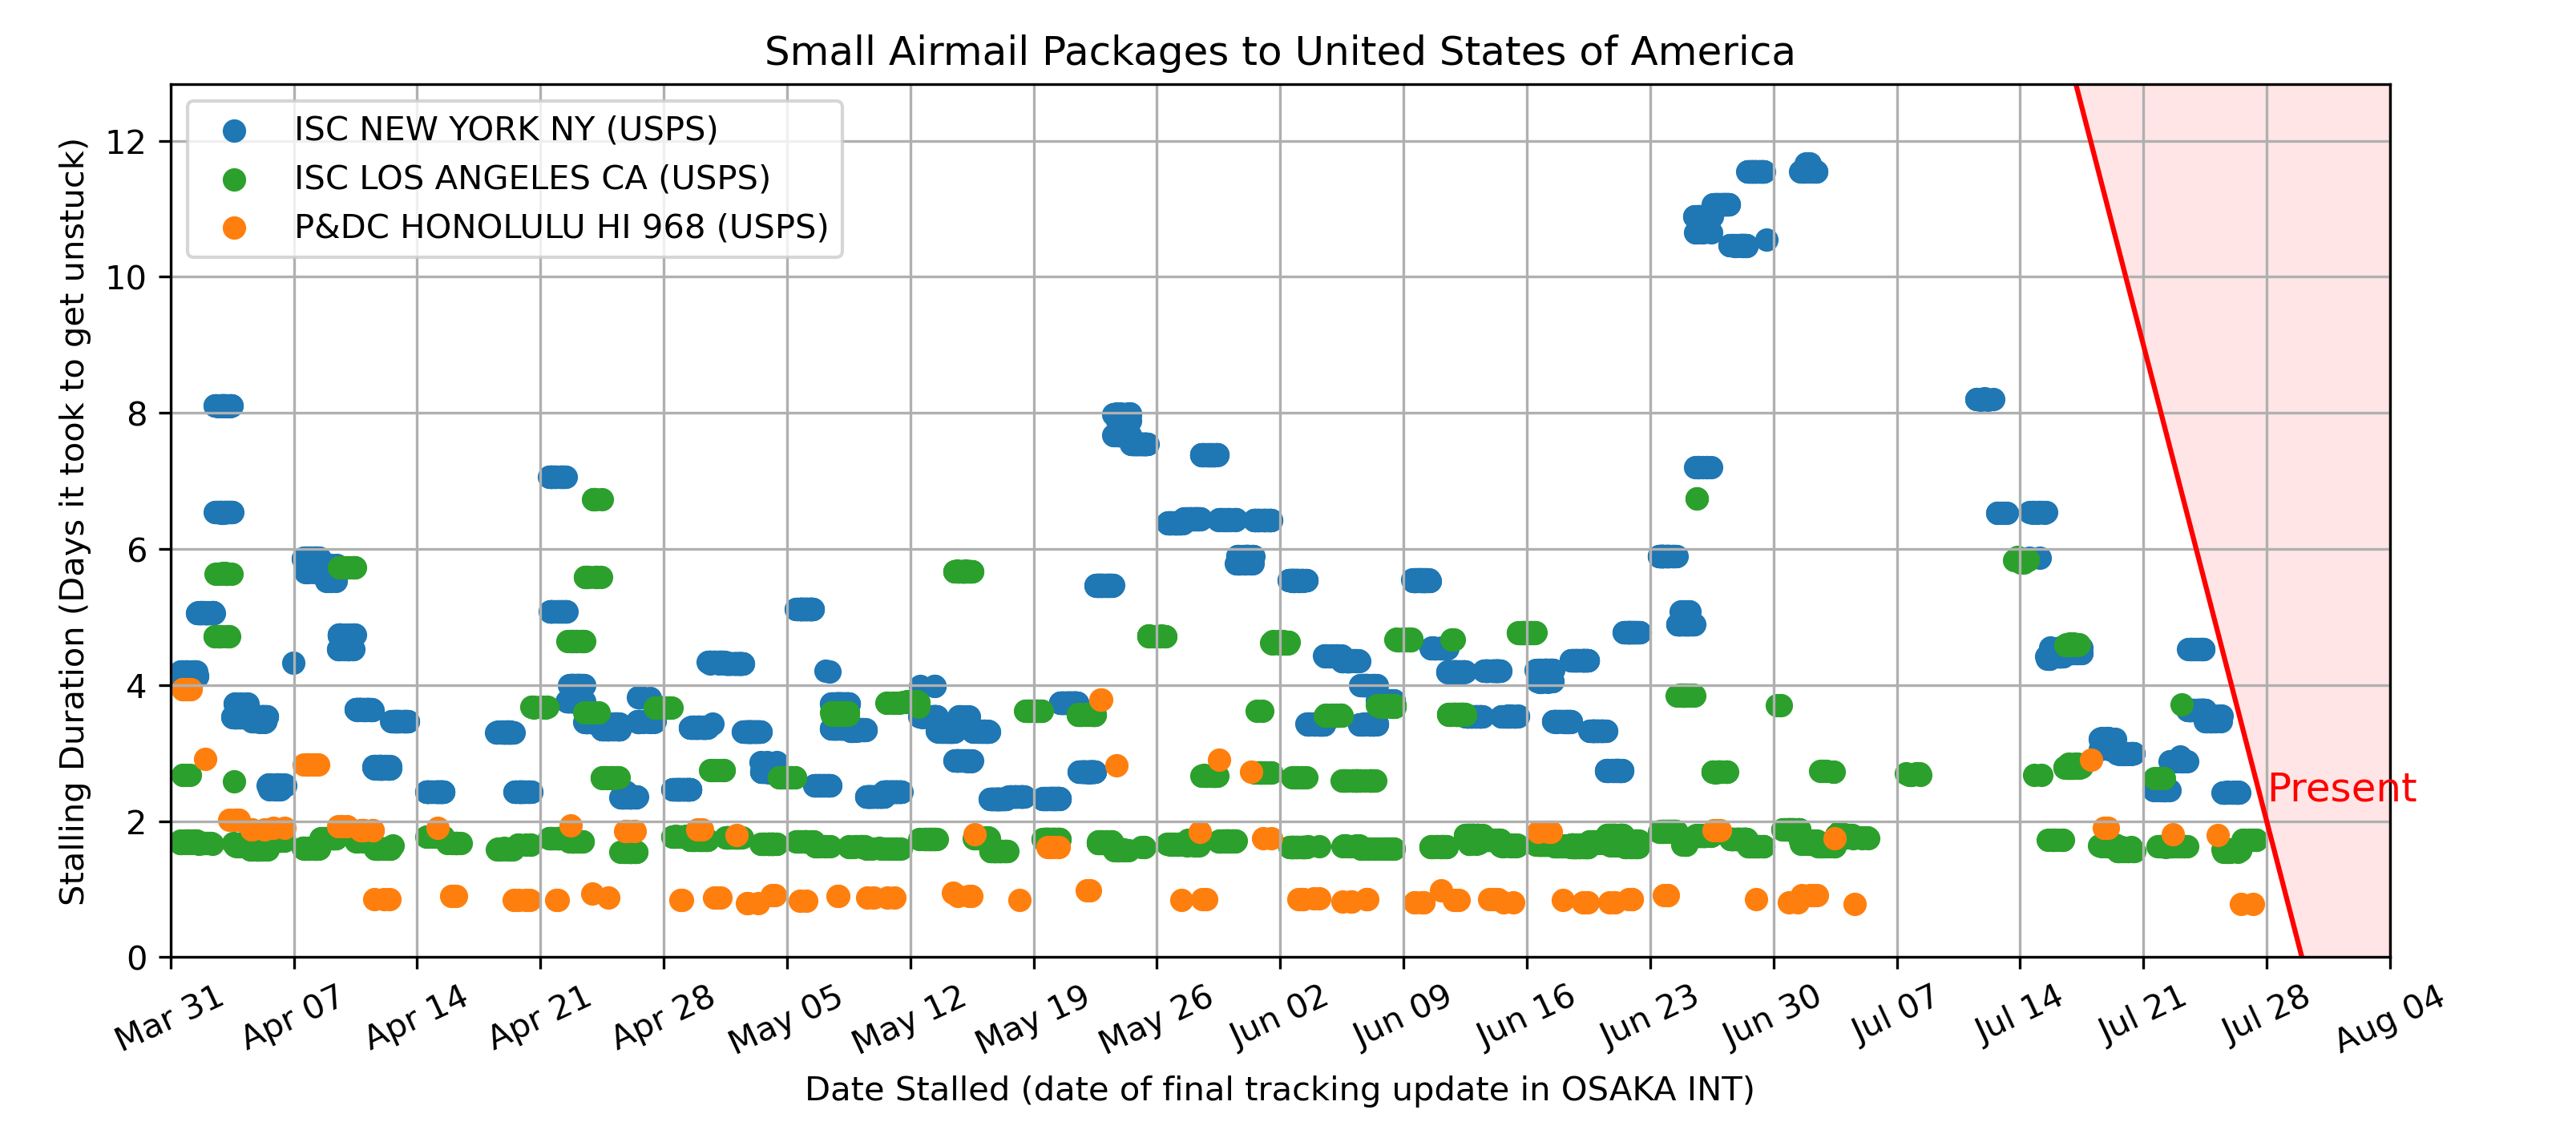 Small Airmail Packages to United States of America
Stalling Duration (Days it took to get unstuck)
12
10
8
6
4
2
0
ISC NEW YORK NY (USPS)
ISC LOS ANGELES CA (USPS)
P&DC HONOLULU HI 968 (USPS)
Present
Mar 31
Apr 07
Apr 14
Apr 21
Apr 28
May 05
May 12
May 19
May 26
Jun 02
Jun 09
Jun 16
Jun 23
Jun 30
Jul 07
Jul 14
Jul 21
Jul 28
Aug 04
Date Stalled (date of final tracking update in OSAKA INT)